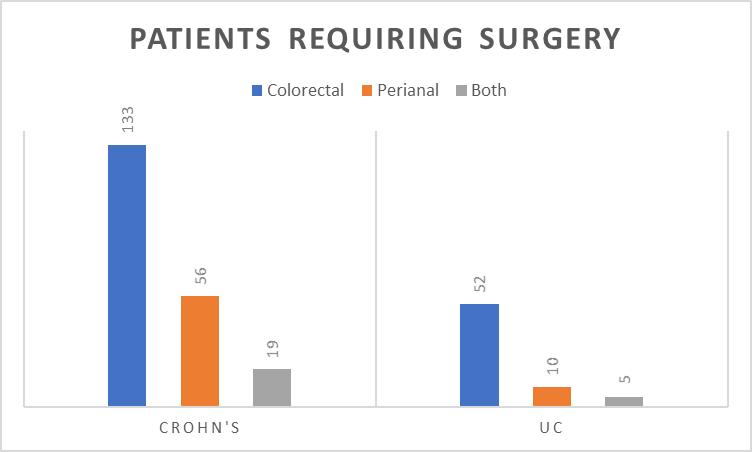 PATIENTS REQUIRING SURGERY
Colorectal Perianal Both
133
56
19
52
10
5
CROHN'S UC